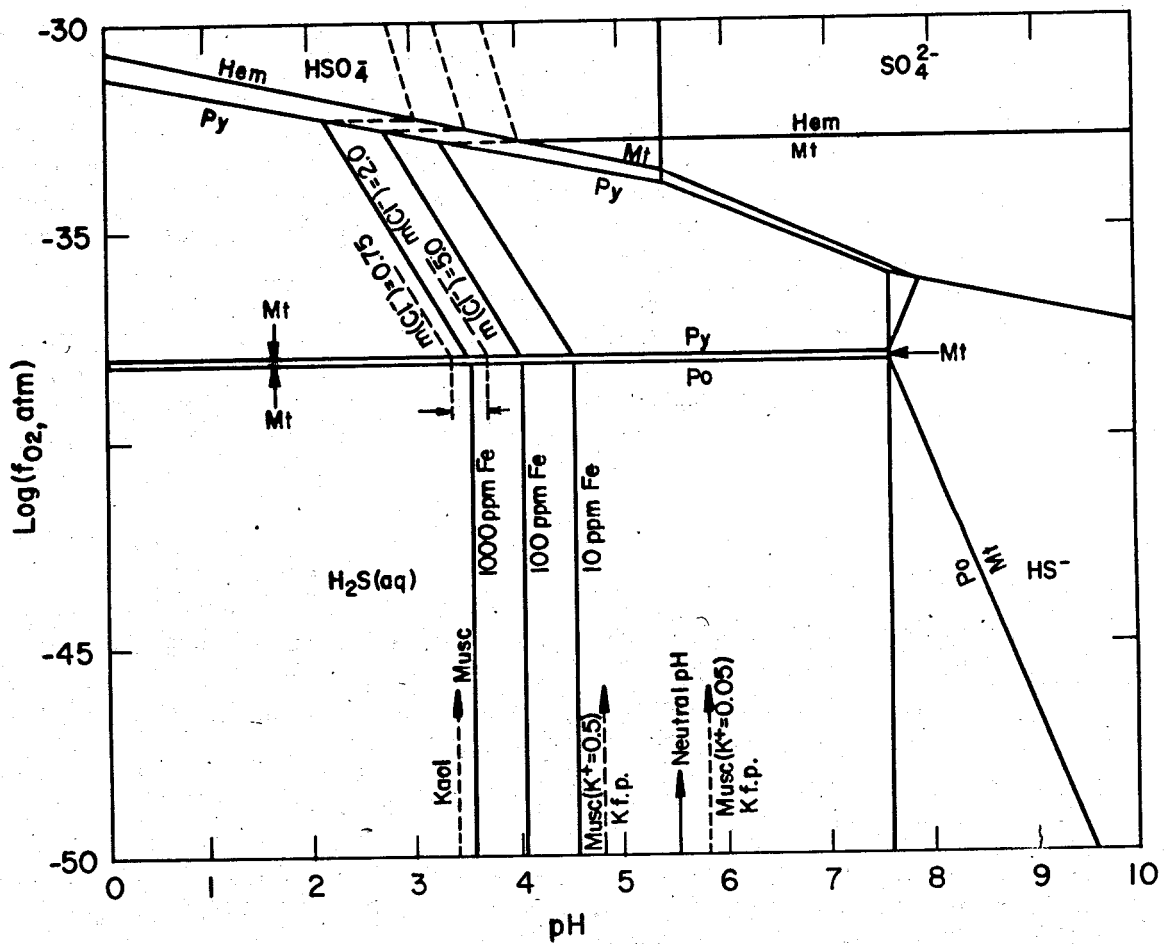 -30
-35
-45
-50
Log(fO2, atm)
0 1 2 3 4 5 6 7 8 9 10
pH
Hem
HSO4-
SO4 2-
Py
Hem
Mt
Mt
Py
m(Cl-)=0.75
m(Cl-)=2.0
m(Cl-)=5.0
Mt
Mt
Py
Po
Mt
1000 ppm Fe
100 ppm Fe
10 ppm Fe
H2S(aq)
Po
Mt
HS-
Kaol
Musc
Musc(K+=0.5)
K f.p.
Neutral pH
Musc(K+=0.05)
K f.p.